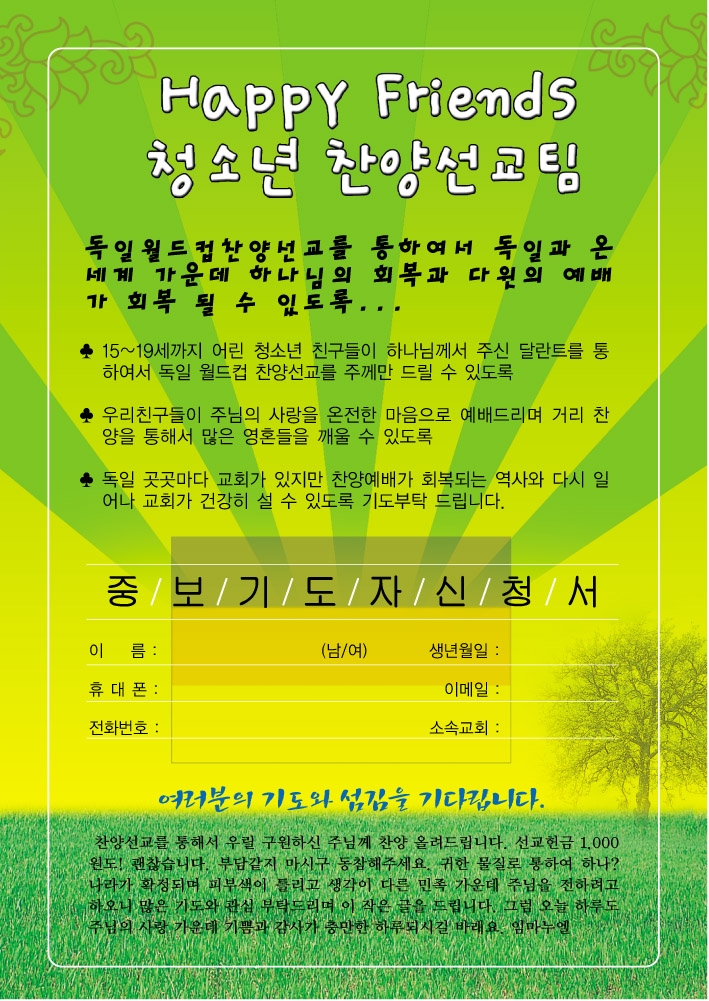 Happy Friends
청소년 찬양선교팀
독일월드컵찬양선교를 통하여서 독일과 온
세계 가운데 하나님의 회복과 다윈의 예배
가 회복 될 수 있도록...
♣ 15~19세까지 어린 청소년 친구들이 하나님께서 주신 달란트를 통
하여서 독일 월드컵 찬양선교를 주께만 드릴 수 있도록
♣ 우리친구들이 주님의 사랑을 온전한 마음으로 예배드리며 거리 찬
양을 통해서 많은 영혼들을 깨울 수 있도록
♣ 독일 곳곳마다 교회가 있지만 찬양예배가 회복되는 역사와 다시 일
어나 교회가 건강히 설 수 있도록 기도부탁 드립니다.
중/보/기/도/자/신/청/서
이 름 : (남/여) 생년월일 :
휴 대 폰 : 이메일 :
전화번호 : 소속교회 :
여러분의 기도와 섬김을 기다립니다.
찬양선교를 통해서 우릴 구원하신 주님께 찬양 올려드립니다. 선교헌금 1,000
원도! 괜찮습니다. 부담같지 마시구 동참해주세요. 귀한 물질로 통하여 하나?
나라가 확정되며 피부색이 틀리고 생각이 다른 민족 가운데 주님을 전하려고
하오니 많은 기도와 관심 부탁드리며 이 작은 글을 드립니다. 그럼 오늘 하루도
주님의 사랑 가운데 기쁨과 감사가 충만한 하루되시길 바래요. 임마누엘